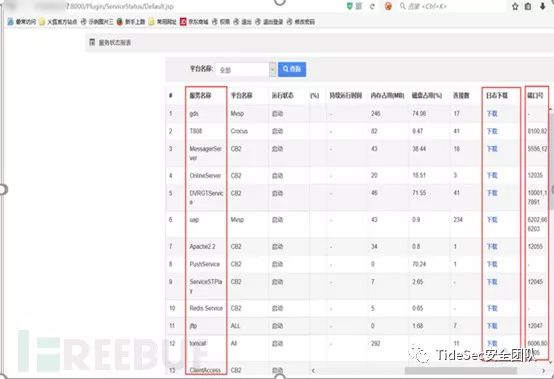 :8000/Plugin/ServiceStatus/Default.jsp
百度 <Ctrl+K>
最常访问 火狐官方站点 示例图片三 新手上路 常用网址 京东商城 权限 退出 退出登录 修改密码
服务状态报表
平台名称: 全部 查询
# 服务名称 平台名称 运行状态 (%) 持续运行时间 内存占用(MB) 磁盘占用(%) 连接数 日志下载 端口号
1 gds Mvsp 启动 - 246 74.06 17 下载 -
2 T808 Crocus 启动 - 82 9.47 41 下载 6100,82
3 MessagerServer CB2 启动 - 43 38.44 18 下载 5556,12
4 OnlineServer CB2 启动 - 20 18.51 3 下载 12035
5 DVRGTService CB2 启动 - 46 71.55 41 下载 10001,17891
6 uap Mvsp 启动 - 43 0.9 234 下载 6202,666203
7 Apache2.2 CB2 启动 - 34 0.8 1 下载 12055
8 PushService CB2 启动 - 0 70.24 1 下载 -
9 ServiceSTPlay CB2 启动 - 7 2.65 - 下载 12045
10 Redis Service CB2 启动 - 5 0.65 - 下载 -
11 jftp ALL 启动 - 0 1.68 7 下载 12047
12 tomcat All 启动 - 292 11 下载
13 ClientAccess
FREEBUF
TideSec安全团队